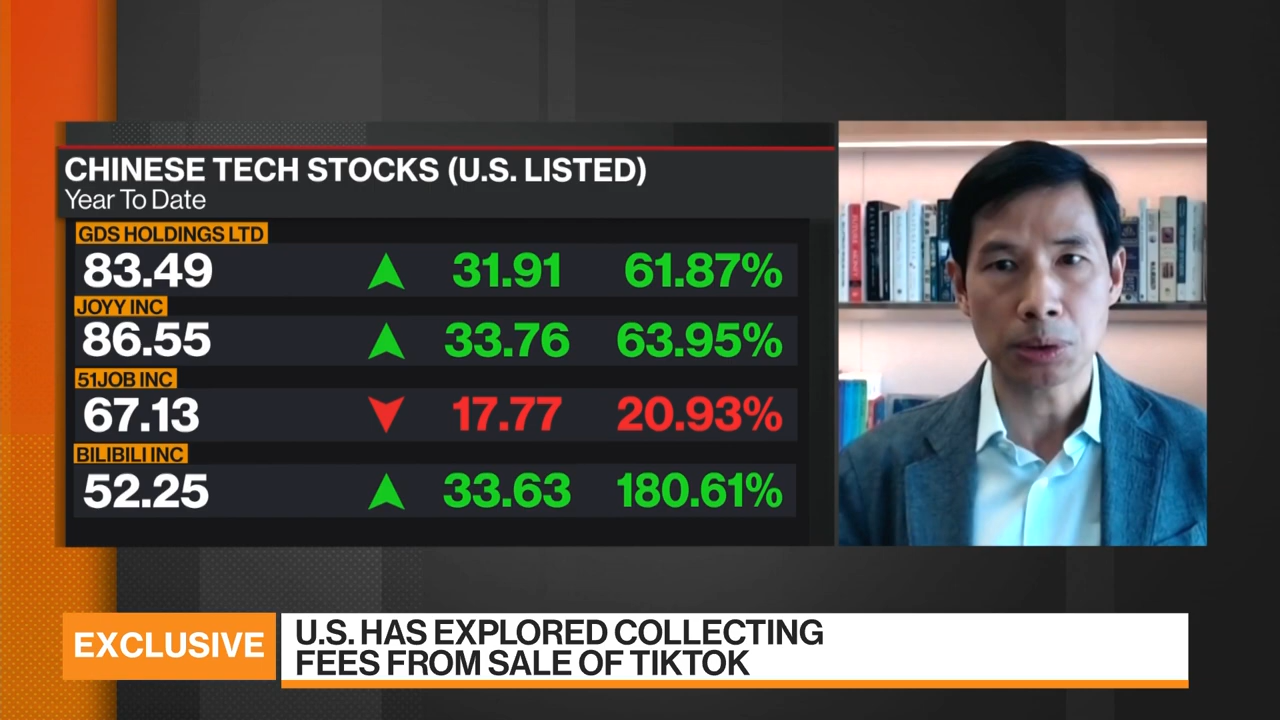 CHINESE TECH STOCKS (U.S. LISTED)
Year To Date
GDS HOLDINGS LTD
83.49 31.91 61.87%
JOYY INC
86.55 33.76 63.95%
51JOB INC
67.13 17.77 20.93%
BILIBILI INC
52.25 33.63 180.61%
FUTURE MONEY
EXCLUSIVE
U.S. HAS EXPLORED COLLECTING
FEES FROM SALE OF TIKTOK